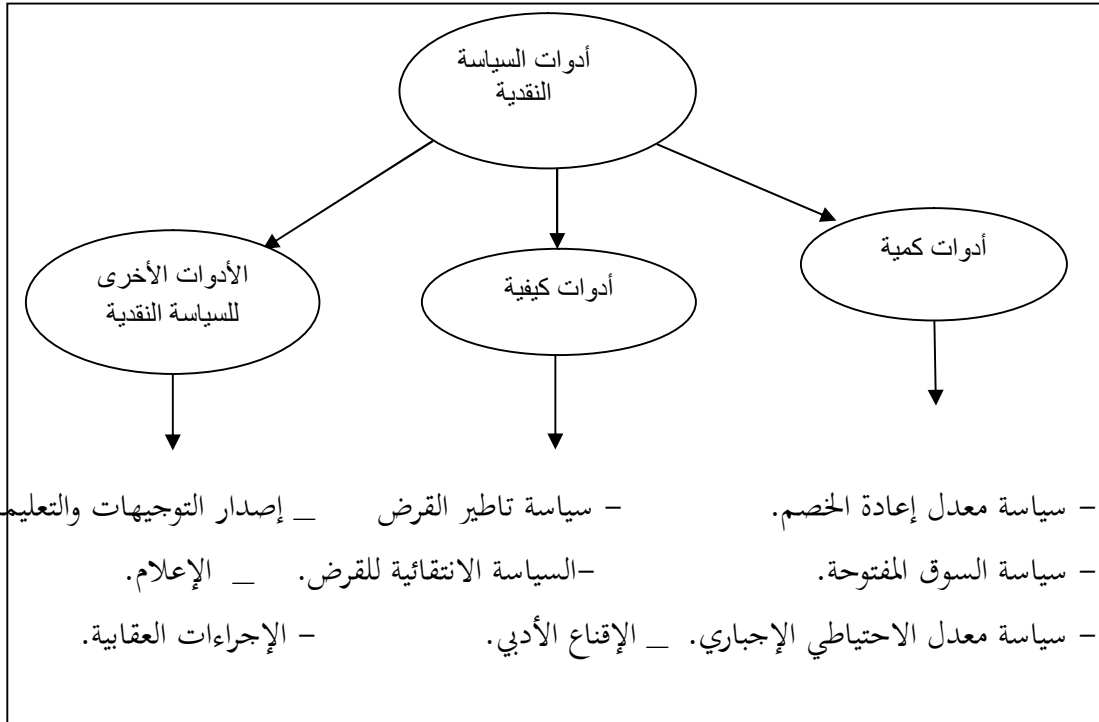 أدوات السياسة
النقدية
أدوات كمية
أدوات كيفية
الأدوات الأخرى
للسياسة النقدية
– سياسة معدل إعادة الخصم. – سياسة تاطير القرض _ إصدار التوجيهات
– سياسة السوق المفتوحة. –السياسة الانتقائية للقرض. _ الإعلام.
– سياسة معدل الاحتياطي الإجباري. _ الإقناع الأدبي. – الإجراءات العقابية.